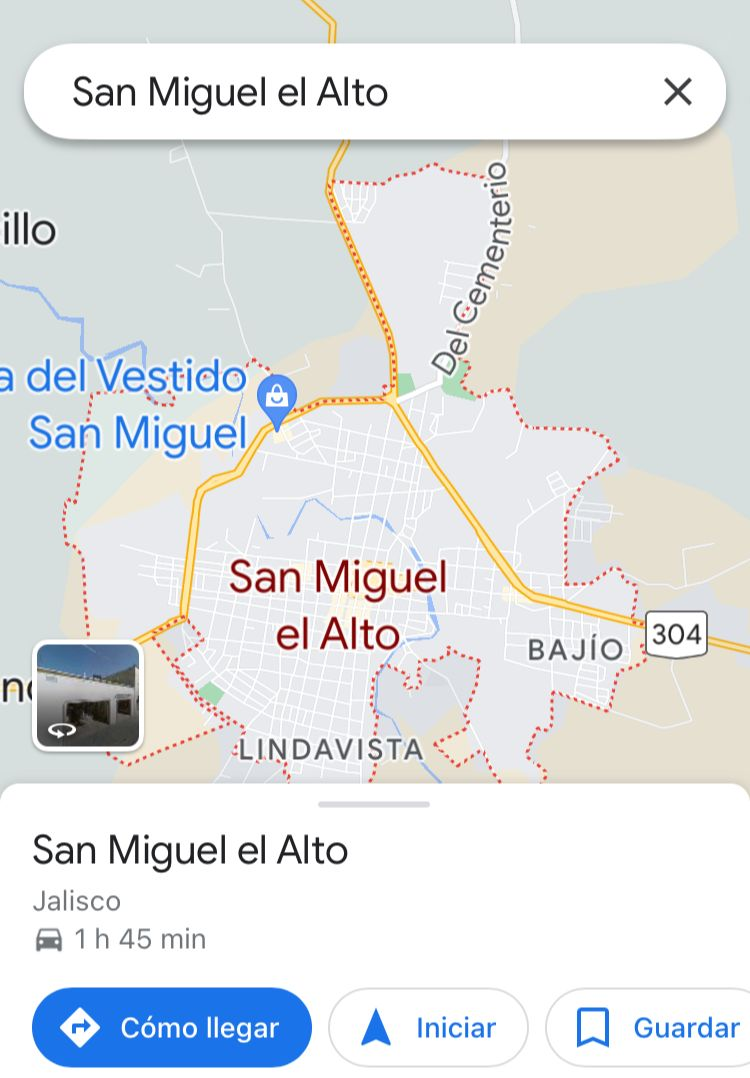 San Miguel el Alto
illo
Del Cementerio
a del Vestido
San Miguel
San Miguel
el Alto
304
BAJÍO
LINDAVISTA
San Miguel el Alto
Jalisco
1 h 45 min
Cómo llegar
Iniciar
Guardar